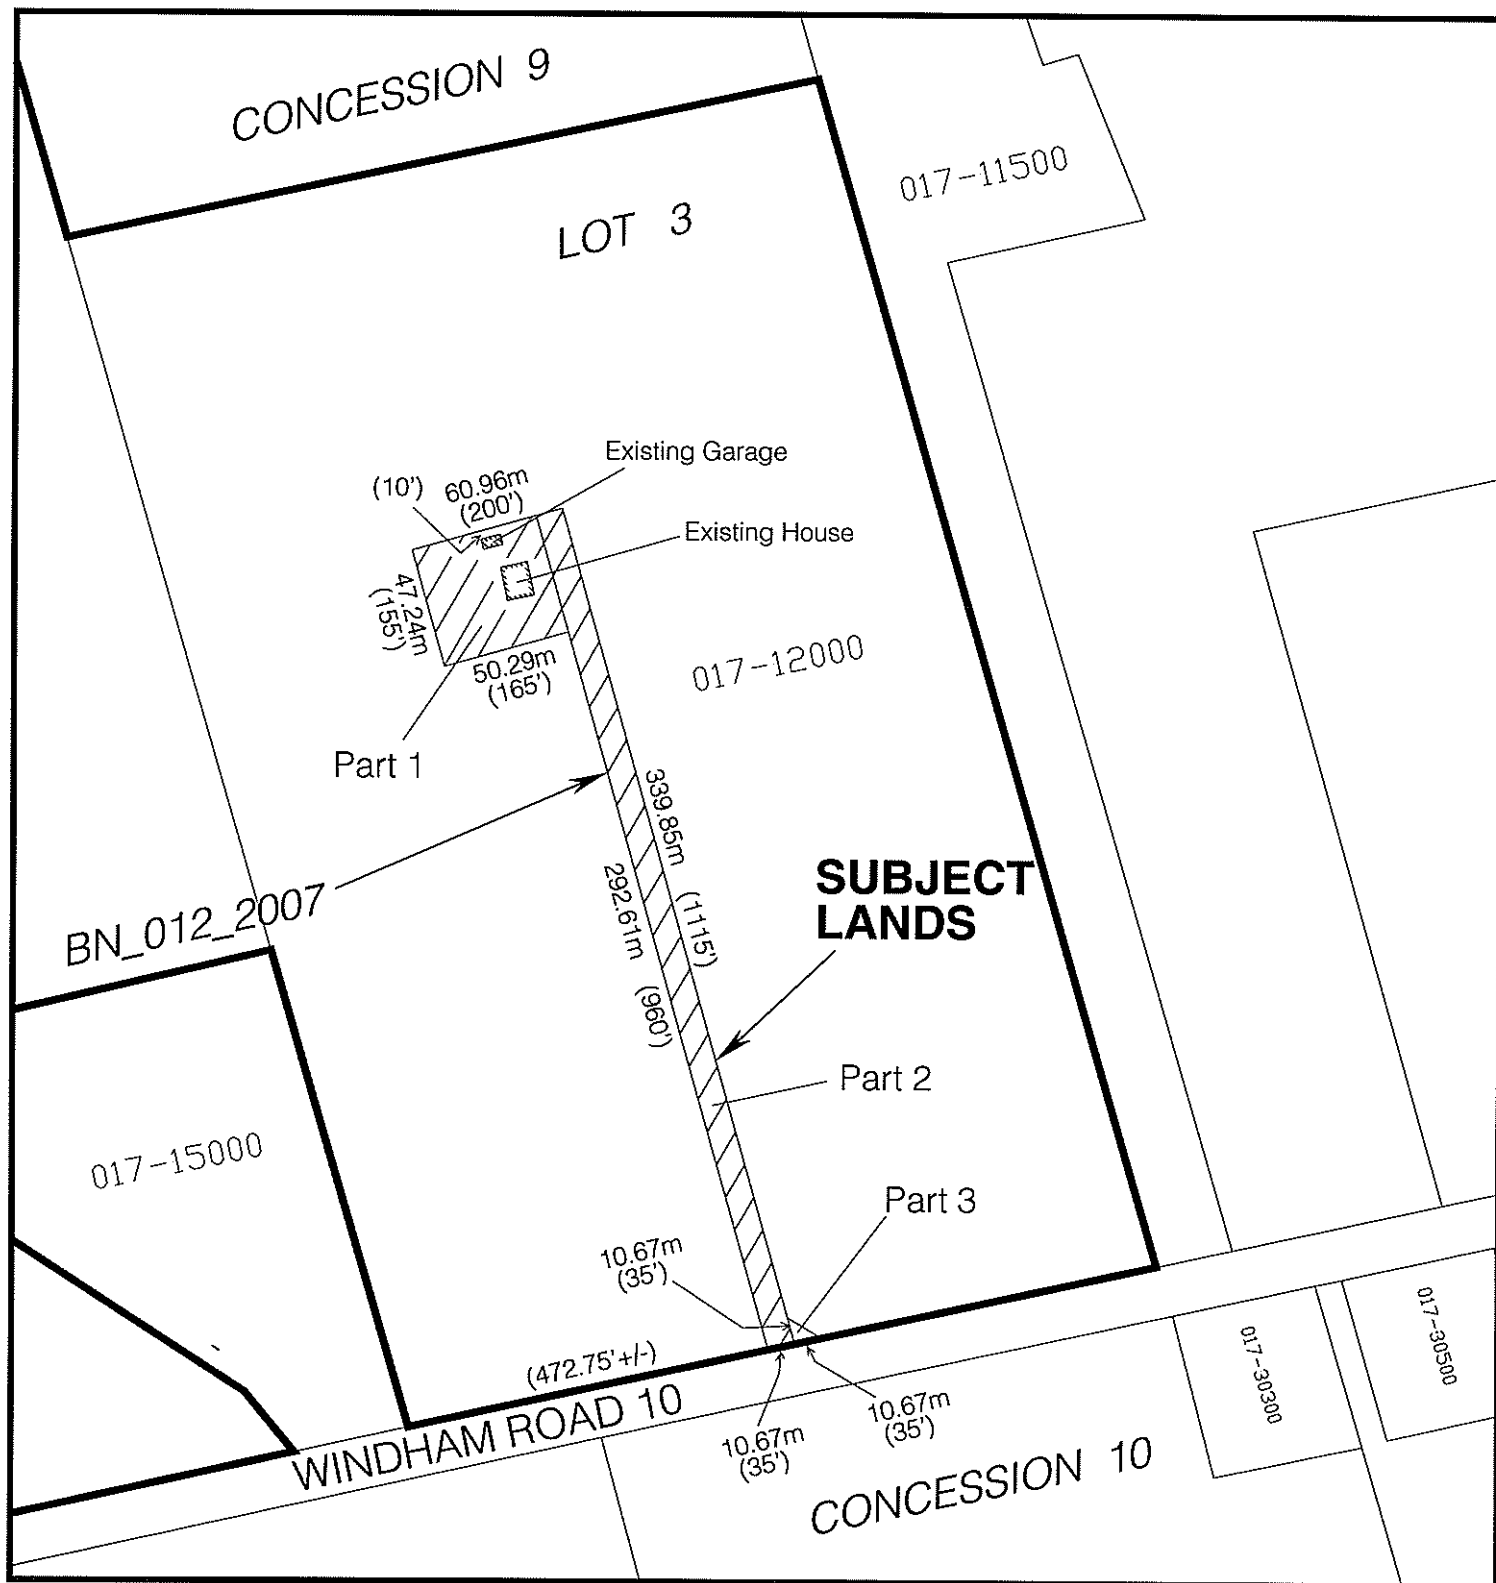 CONCESSION 9
017-11500
LOT 3
Existing Garage
(10')
60.96m
(200')
Existing House
47.24m
(155')
50.29m
(165')
017-12000
Part 1
339.85m (1115')
292.61m (960')
SUBJECT
LANDS
BN_012_2007
Part 2
017-15000
Part 3
10.67m
(35')
(472.75'+/-)
WINDHAM ROAD 10
10.67m
(35')
10.67m
(35')
017-30300
017-30500
CONCESSION 10